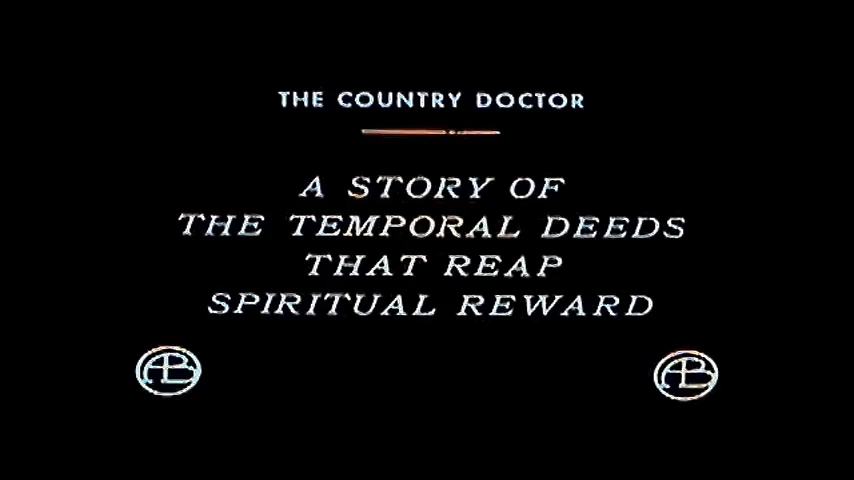 THE COUNTRY DOCTOR
A STORY OF
THE TEMPORAL DEEDS
THAT REAP
SPIRITUAL REWARD
AB AB